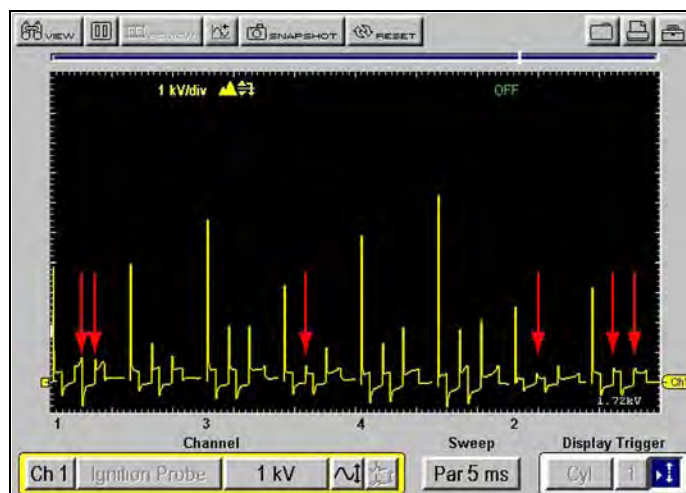 VIEW SNAPSHOT RESET
1 kV/div OFF
Ch1
1.72kV
1 3 4 2
Channel Sweep Display Trigger
Ch 1 Ignition Probe 1 kV Par 5 ms Cyl 1